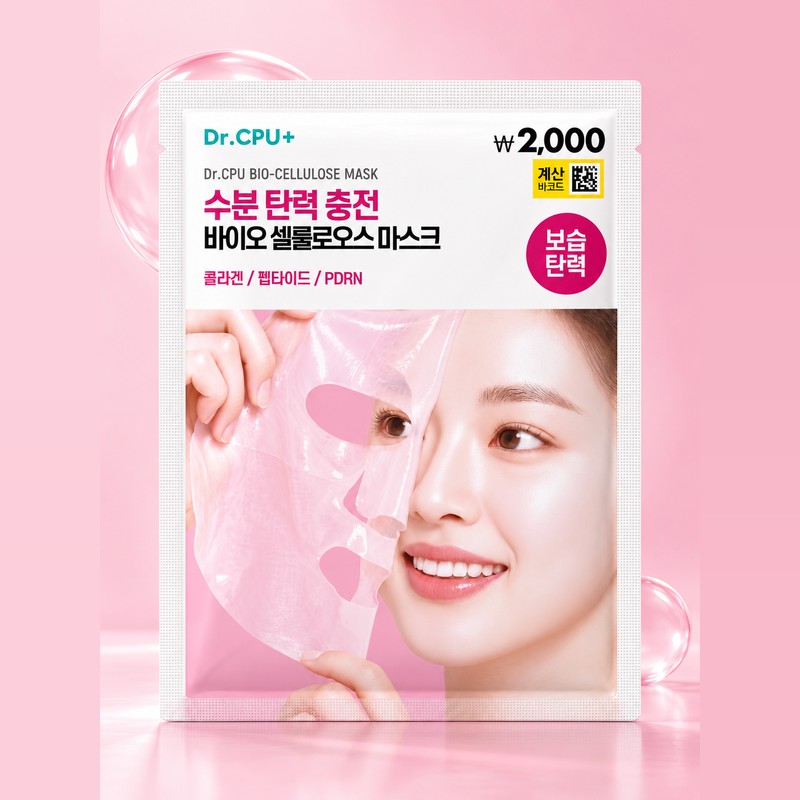 Dr.CPU+
₩2,000
계산
바코드
Dr.CPU BIO-CELLULOSE MASK
수분 탄력 충전
바이오 셀룰로오스 마스크
보습
탄력
콜라겐 / 펩타이드 / PDRN